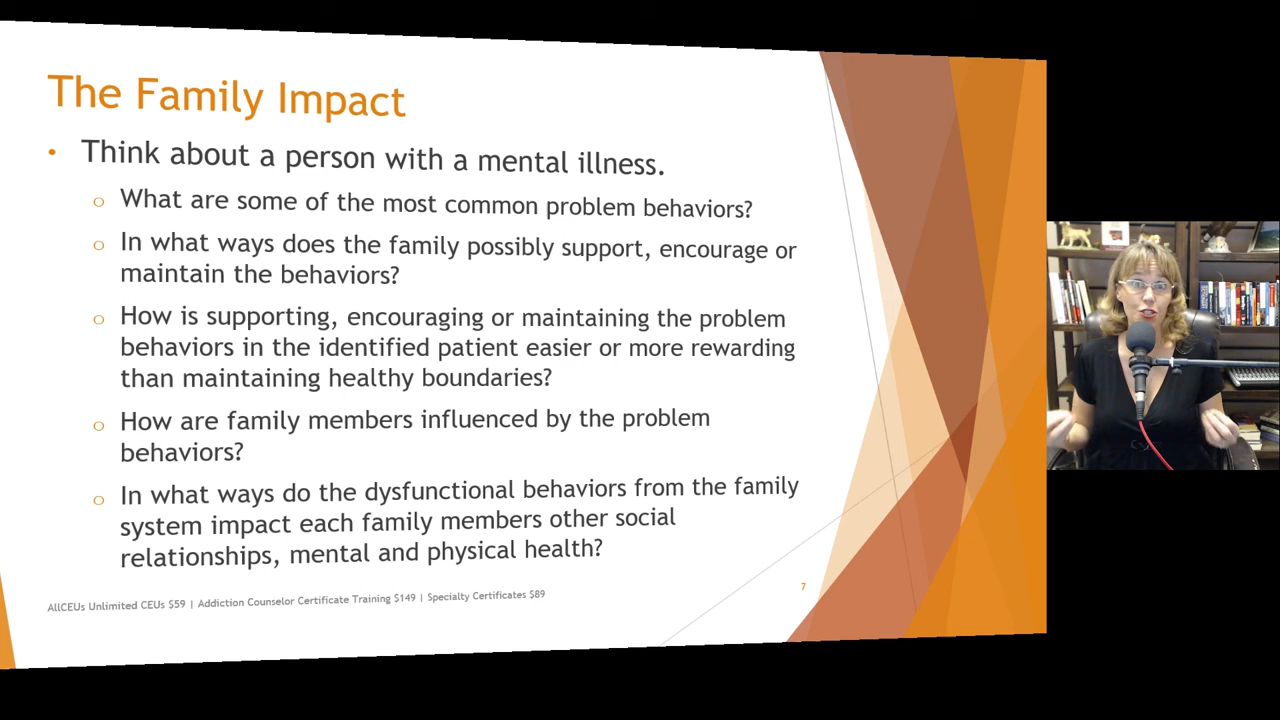 The Family Impact
• Think about a person with a mental illness.
o What are some of the most common problem behaviors?
o In what ways does the family possibly support, encourage or
maintain the behaviors?
o How is supporting, encouraging or maintaining the problem
behaviors in the identified patient easier or more rewarding
than maintaining healthy boundaries?
o How are family members influenced by the problem
behaviors?
o In what ways do the dysfunctional behaviors from the family
system impact each family members other social
relationships, mental and physical health?
AllCEUs Unlimited CEUs $59 | Addiction Counselor Certificate Training $149 | Specialty Certificates $89
7